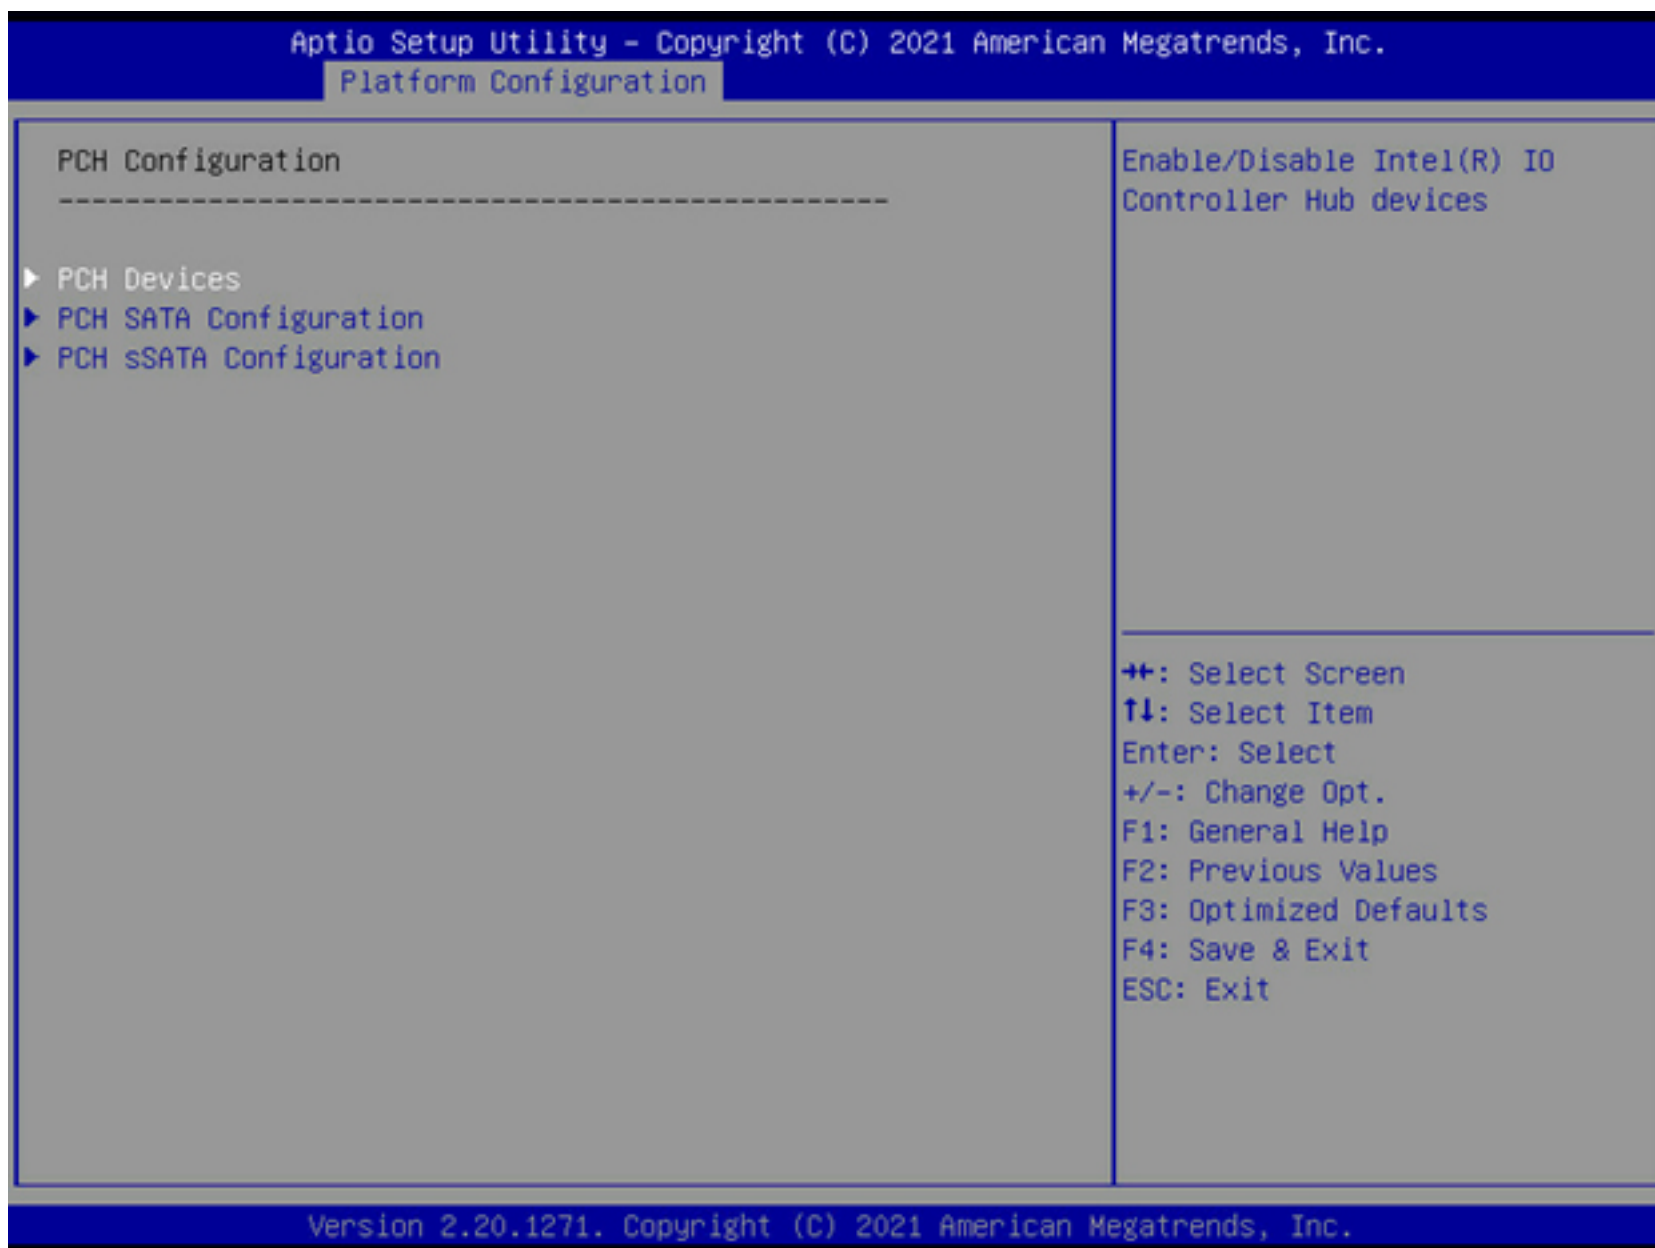 Aptio Setup Utility – Copyright (C) 2021 American Megatrends, Inc.
Platform Configuration
PCH Configuration
--------------------------------------------------
PCH Devices
PCH SATA Configuration
PCH sSATA Configuration
Enable/Disable Intel(R) IO
Controller Hub devices
→←: Select Screen
↑↓: Select Item
Enter: Select
+/-: Change Opt.
F1: General Help
F2: Previous Values
F3: Optimized Defaults
F4: Save & Exit
ESC: Exit
Version 2.20.1271. Copyright (C) 2021 American Megatrends, Inc.